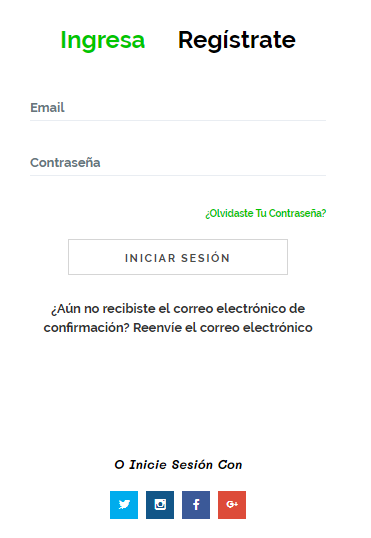 Ingresa Regístrate
Email
Contraseña
¿Olvidaste Tu Contraseña?
INICIAR SESIÓN
¿Aún no recibiste el correo electrónico de
confirmación? Reenvíe el correo electrónico
O Inicie Sesión Con
G+